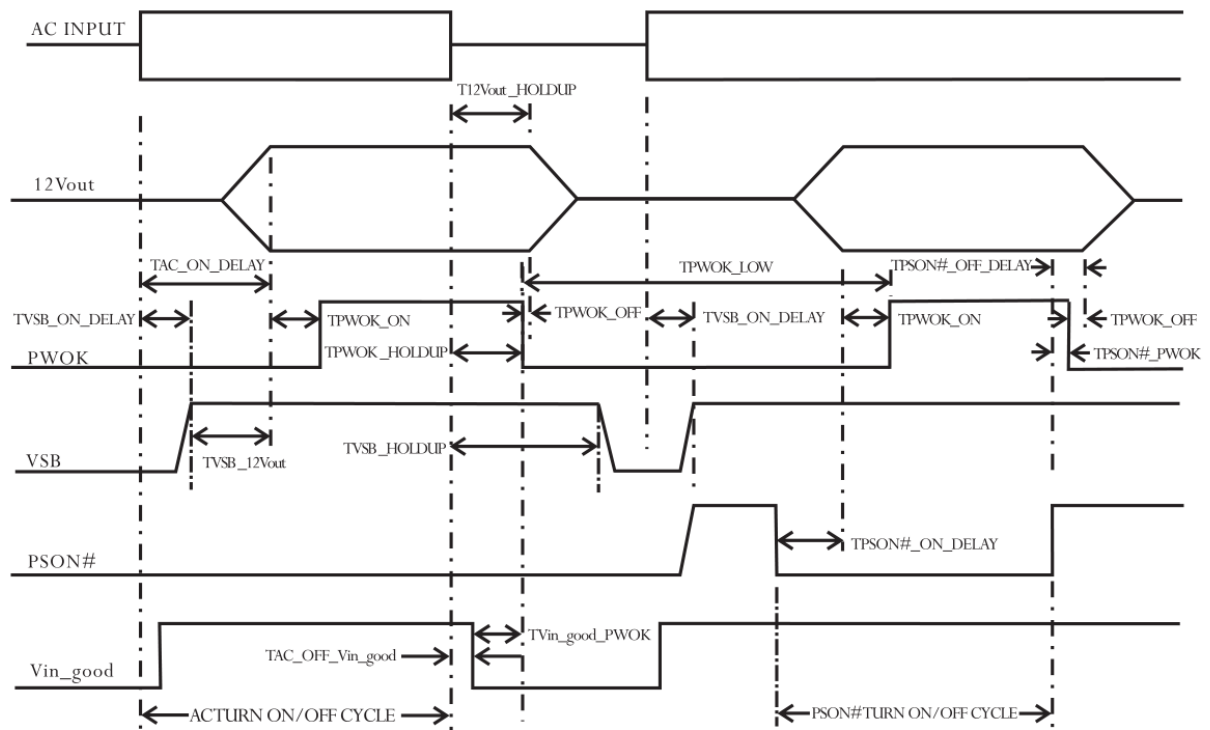 AC INPUT
T12Vout_HOLDUP
12Vout
TAC_ON_DELAY
TPWOK_LOW
TPSON#_OFF_DELAY
TVSB_ON_DELAY
TPWOK_ON
TPWOK_OFF
TVSB_ON_DELAY
TPWOK_ON
TPWOK_OFF
PWOK
TPWOK_HOLDUP
TPSON#_PWOK
VSB
TVSB_12Vout
TVSB_HOLDUP
PSON#
TPSON#_ON_DELAY
TVin_good_PWOK
TAC_OFF_Vin_good
Vin_good
ACTURN ON/OFF CYCLE
PSON#TURN ON/OFF CYCLE